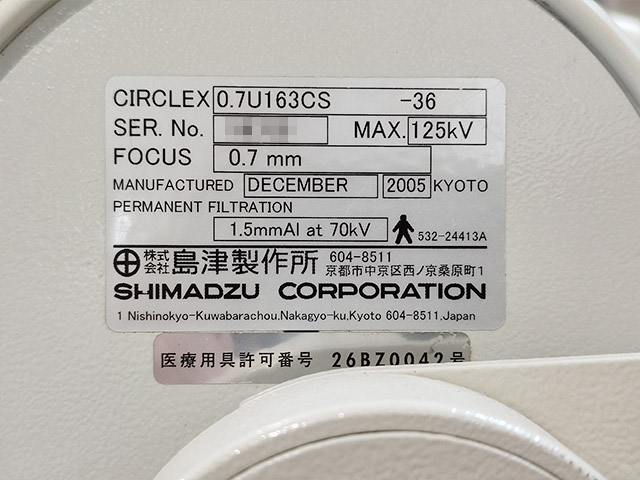 CIRCLEX 0.7U163CS -36
SER. No. MAX. 125kV
FOCUS 0.7 mm
MANUFACTURED DECEMBER 2005 KYOTO
PERMANENT FILTRATION
1.5mmAl at 70kV 532-24413A
株式会社 島津製作所 604-8511
京都市中京区西ノ京桑原町1
SHIMADZU CORPORATION
1 Nishinokyo-Kuwabarachou,Nakagyo-ku,Kyoto 604-8511,Japan
医療用具許可番号 26BZ0042号